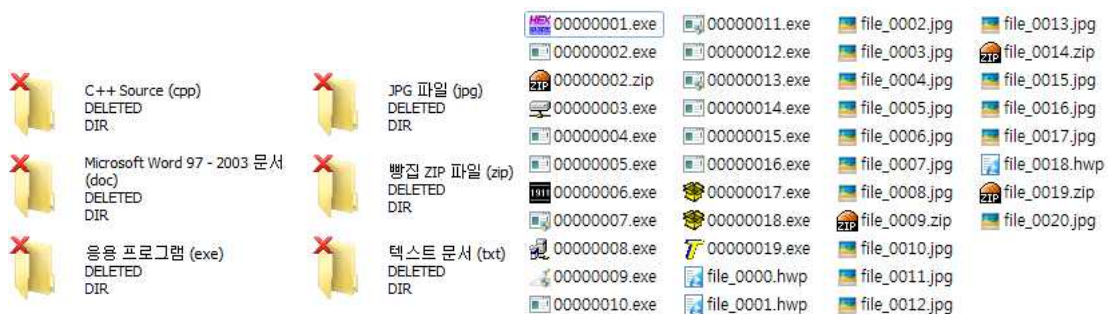 C++ Source (cpp)
DELETED
DIR
Microsoft Word 97 - 2003 문서
(doc)
DELETED
DIR
응용 프로그램 (exe)
DELETED
DIR
JPG 파일 (jpg)
DELETED
DIR
빵집 ZIP 파일 (zip)
DELETED
DIR
텍스트 문서 (txt)
DELETED
DIR
HEX
00000001.exe
00000002.exe
ZIP 00000002.zip
00000003.exe
00000004.exe
00000005.exe
1911 00000006.exe
00000007.exe
00000008.exe
00000009.exe
00000010.exe
00000011.exe
00000012.exe
00000013.exe
00000014.exe
00000015.exe
00000016.exe
00000017.exe
00000018.exe
T 00000019.exe
file_0000.hwp
file_0001.hwp
file_0002.jpg
file_0003.jpg
file_0004.jpg
file_0005.jpg
file_0006.jpg
file_0007.jpg
file_0008.jpg
ZIP file_0009.zip
file_0010.jpg
file_0011.jpg
file_0012.jpg
file_0013.jpg
ZIP file_0014.zip
file_0015.jpg
file_0016.jpg
file_0017.jpg
file_0018.hwp
ZIP file_0019.zip
file_0020.jpg